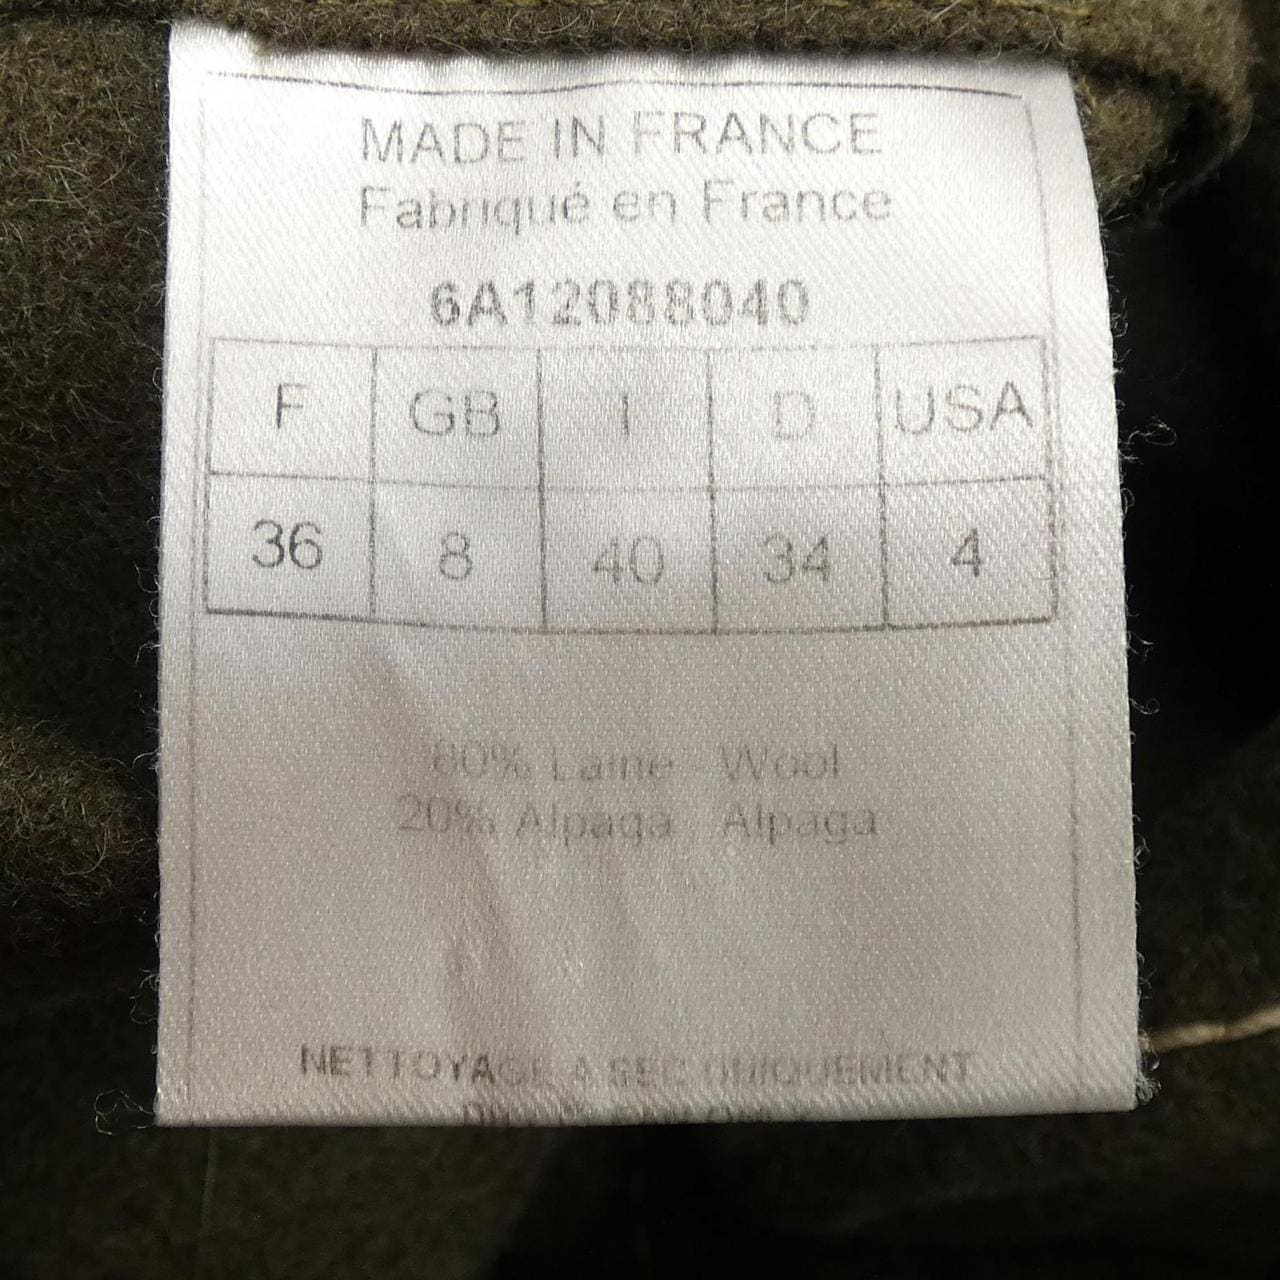 MADE IN FRANCE
Fabriqué en France
6A12088040
F GB I D USA
36 8 40 34 4
80% Laine - Wool
20% Alpaga Alpaga
NETTOYAGE A SEC UNIQUEMENT